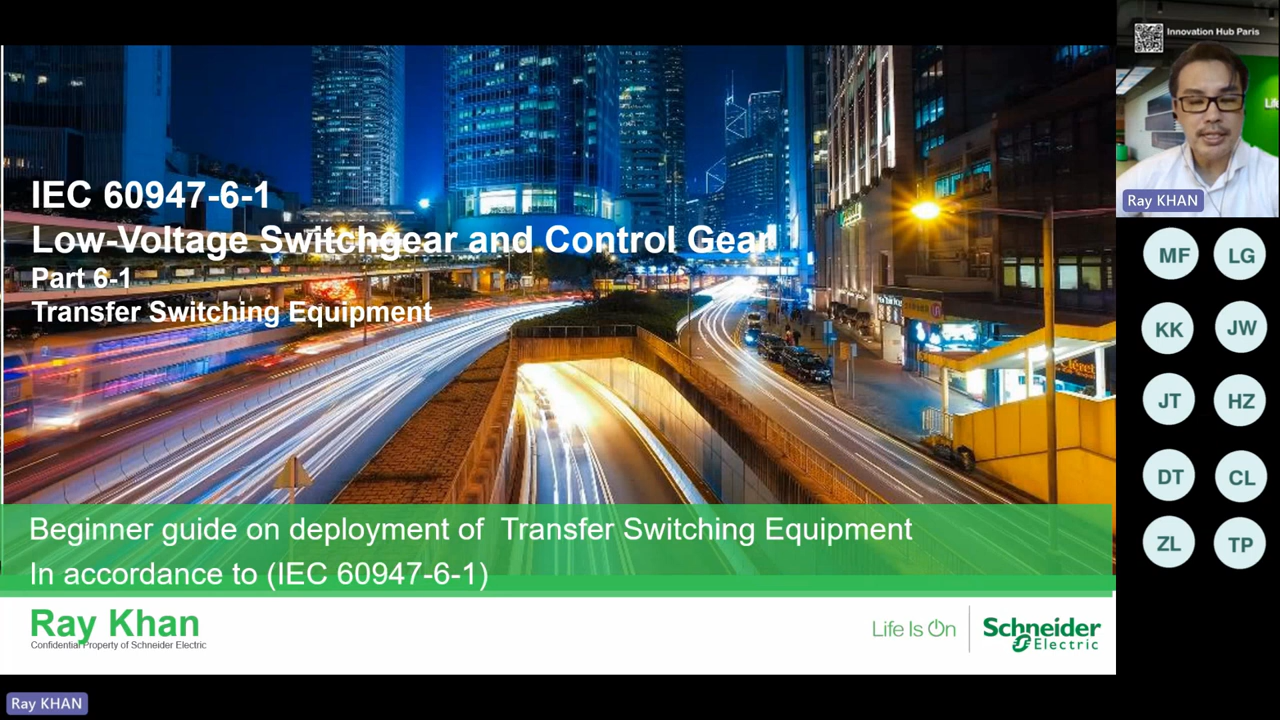 Innovation Hub Paris
IEC 60947-6-1
Low-Voltage Switchgear and Control Gear
Part 6-1
Transfer Switching Equipment
Ray KHAN
MF
LG
KK
JW
JT
HZ
DT
CL
ZL
TP
Beginner guide on deployment of Transfer Switching Equipment
In accordance to (IEC 60947-6-1)
Ray Khan
Confidential Property of Schneider Electric
Life Is On
Schneider
Electric
Ray KHAN